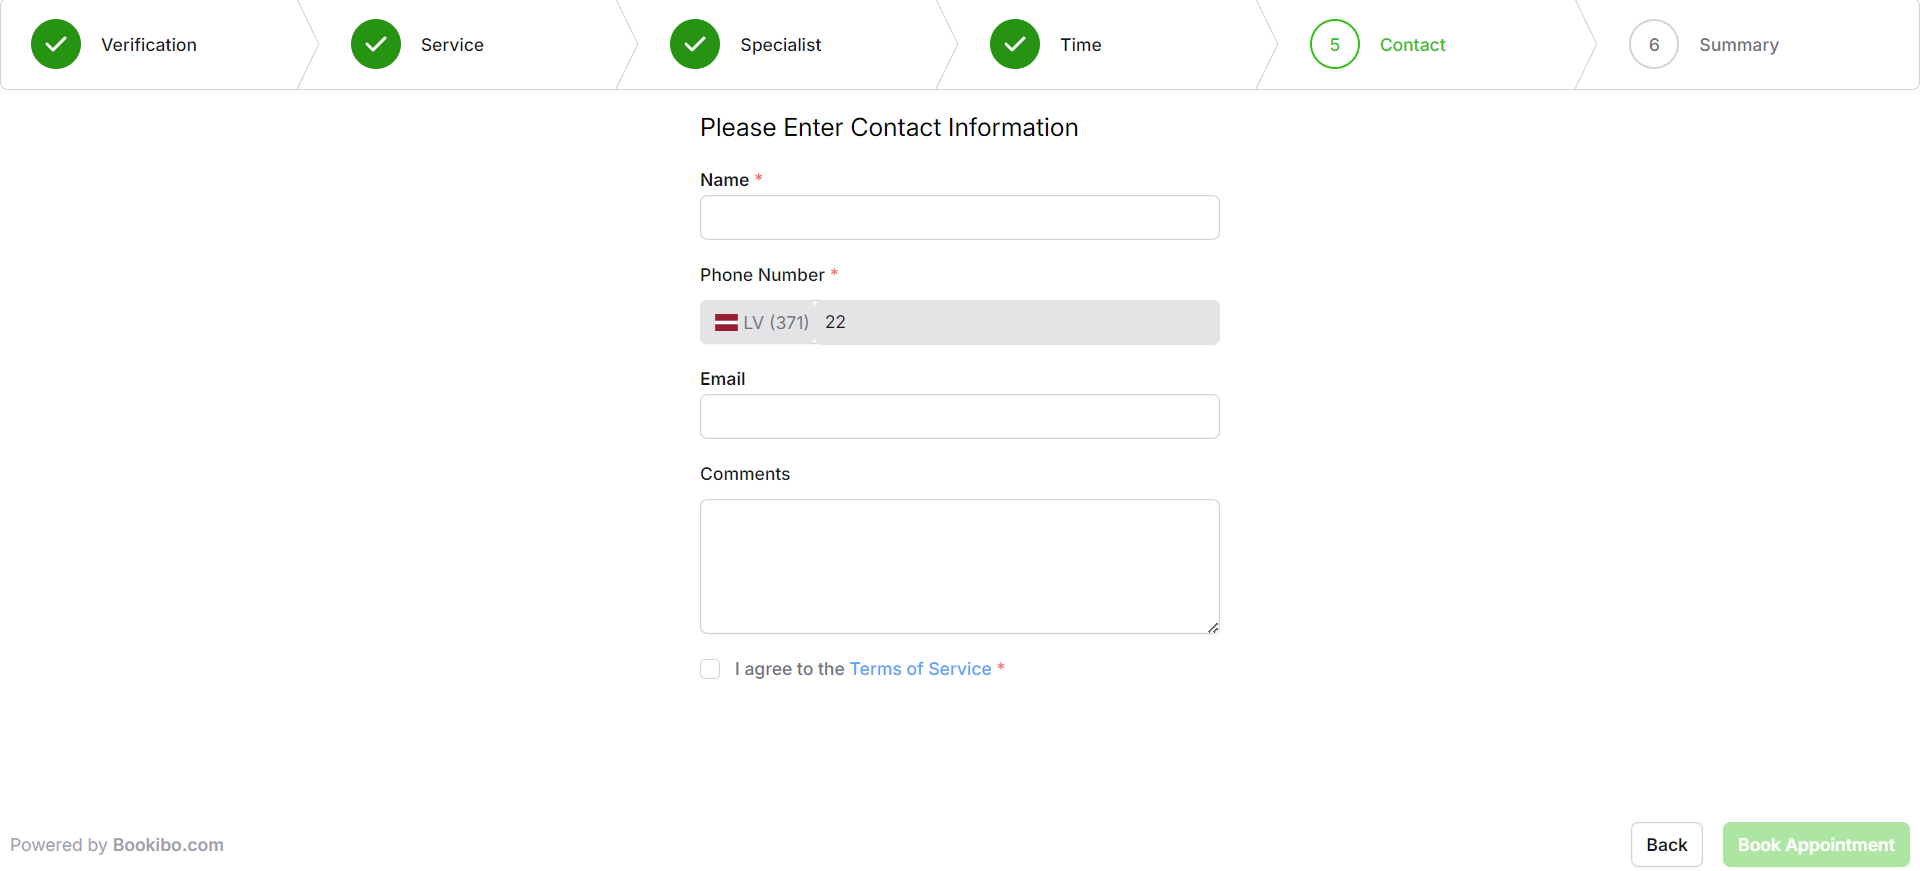 Verification
Service
Specialist
Time
5 Contact
6 Summary
Please Enter Contact Information
Name *
Phone Number *
LV (371) 22
Email
Comments
I agree to the Terms of Service *
Powered by Bookibo.com
Back
Book Appointment